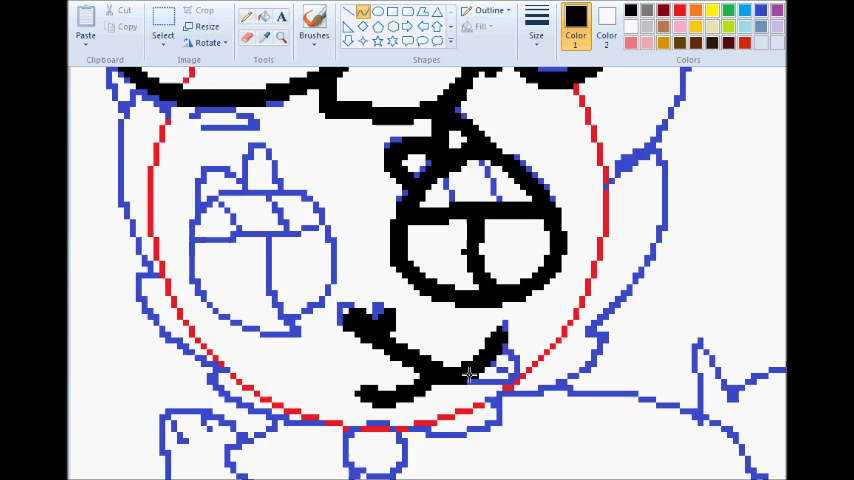 Cut
Copy
Paste
Clipboard
Crop
Resize
Rotate
Select
Image
A
Tools
Brushes
Outline
Fill
Shapes
Size
Color
1
Color
2
Colors